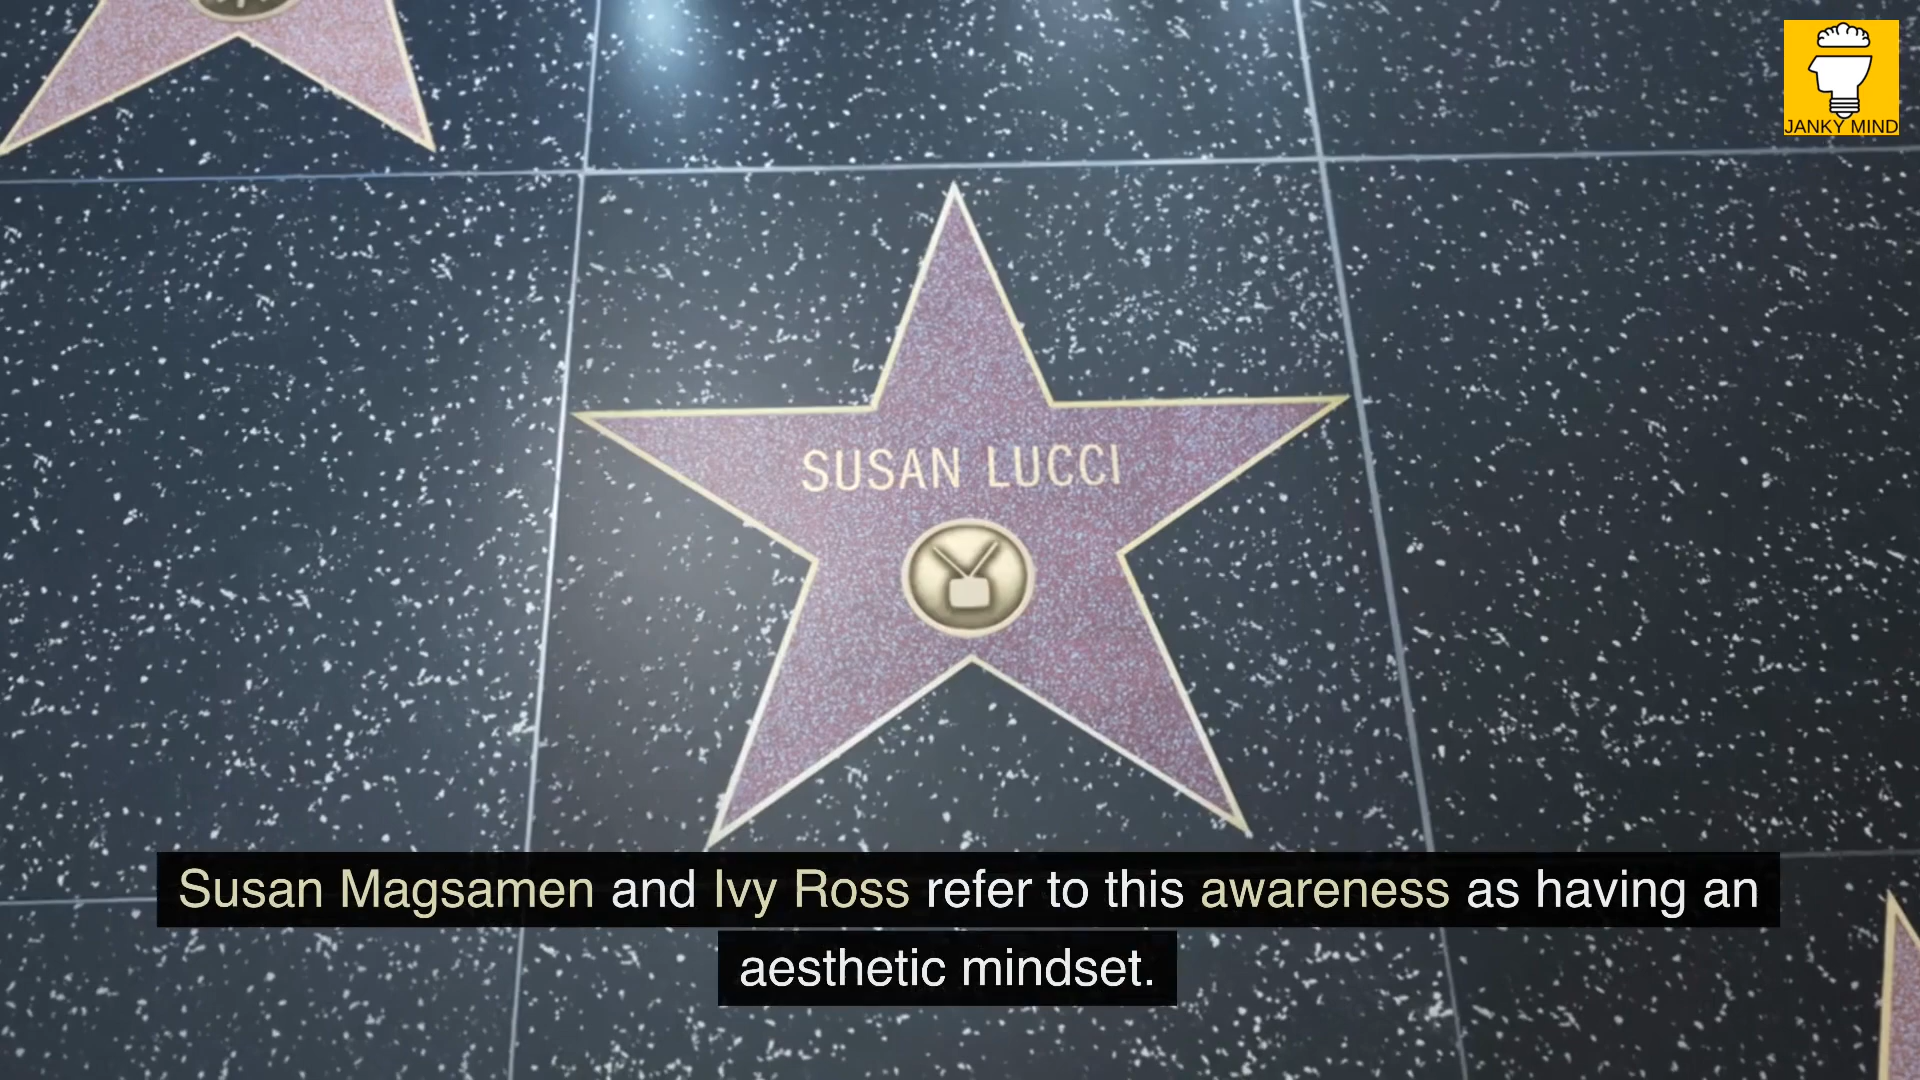 JANKY MIND
SUSAN LUCCI
Susan Magsamen and Ivy Ross refer to this awareness as having an
aesthetic mindset.